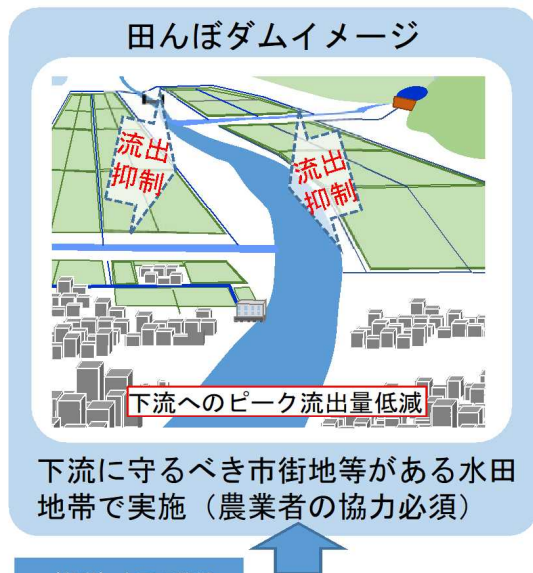 田んぼダムイメージ
流出
抑制
流出
抑制
下流へのピーク流出量低減
下流に守るべき市街地等がある水田
地帯で実施（農業者の協力必須）